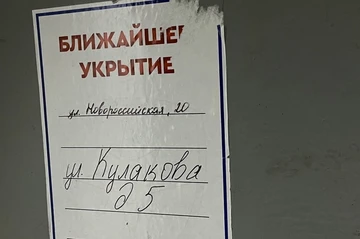 БЛИЖАЙШЕЕ
УКРЫТИЕ
ул. Новороссийская, 20
ул. Кулакова
д 5